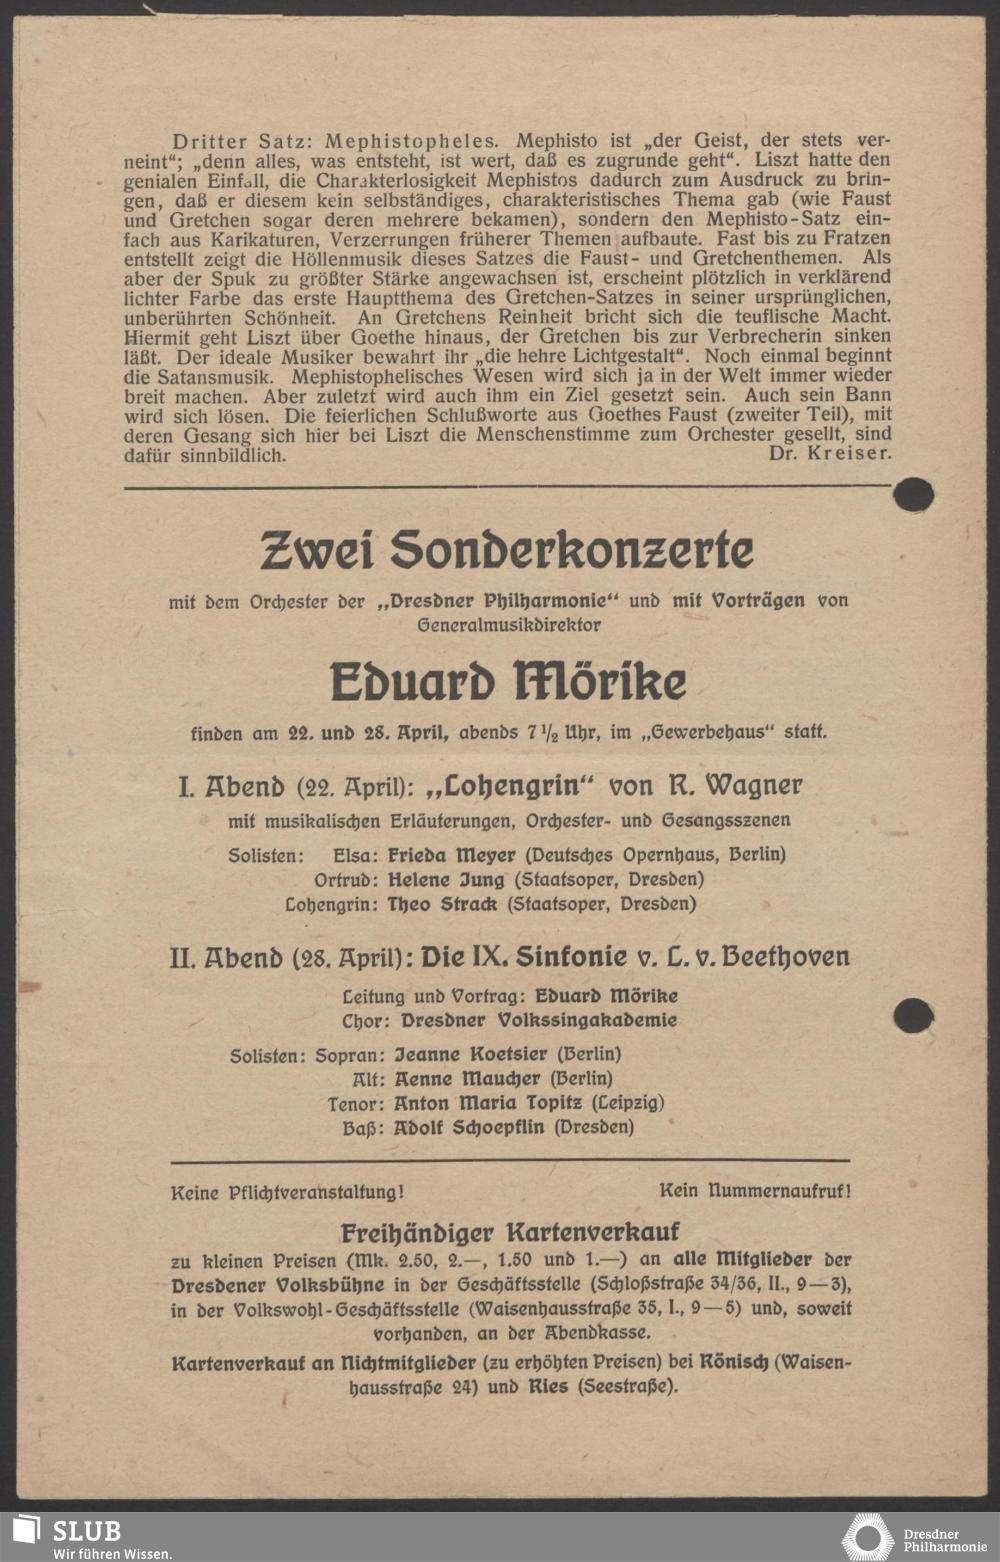 Dritter Satz: Mephistopheles. Mephisto ist „der Geist, der stets ver-
neint“; „denn alles, was entsteht, ist wert, daß es zugrunde geht“. Liszt hatte den
genialen Einfall, die Charakterlosigkeit Mephistos dadurch zum Ausdruck zu brin-
gen, daß er diesem kein selbständiges, charakteristisches Thema gab (wie Faust
und Gretchen sogar deren mehrere bekamen), sondern den Mephisto-Satz ein-
fach aus Karikaturen, Verzerrungen früherer Themen aufbaute. Fast bis zu Fratzen
entstellt zeigt die Höllenmusik dieses Satzes die Faust- und Gretchenthemen. Als
aber der Spuk zu größter Stärke angewachsen ist, erscheint plötzlich in verklärend
lichter Farbe das erste Hauptthema des Gretchen-Satzes in seiner ursprünglichen,
unberührten Schönheit. An Gretchens Reinheit bricht sich die teuflische Macht.
Hiermit geht Liszt über Goethe hinaus, der Gretchen bis zur Verbrecherin sinken
läßt. Der ideale Musiker bewahrt ihr „die hehre Lichtgestalt“. Noch einmal beginnt
die Satansmusik. Mephistophelisches Wesen wird sich ja in der Welt immer wieder
breit machen. Aber zuletzt wird auch ihm ein Ziel gesetzt sein. Auch sein Bann
wird sich lösen. Die feierlichen Schlußworte aus Goethes Faust (zweiter Teil), mit
deren Gesang sich hier bei Liszt die Menschenstimme zum Orchester gesellt, sind
dafür sinnbildlich. Dr. Kreiser.
Zwei Sonderkonzerte
mit dem Orchester der „Dresdner Philharmonie“ und mit Vorträgen von
Generalmusikdirektor
Eduard Mörike
finden am 22. und 28. April, abends 7 1/2 Uhr, im „Gewerbehaus“ statt.
I. Abend (22. April): „Lohengrin“ von R. Wagner
mit musikalischen Erläuterungen, Orchester- und Gesangsszenen
Solisten: Elsa: Frieda Meyer (Deutsches Opernhaus, Berlin)
Ortrud: Helene Jung (Staatsoper, Dresden)
Lohengrin: Theo Strack (Staatsoper, Dresden)
II. Abend (28. April): Die IX. Sinfonie v. L. v. Beethoven
Leitung und Vortrag: Eduard Mörike
Chor: Dresdner Volkssingakademie
Solisten: Sopran: Jeanne Koetsier (Berlin)
Alt: Aenne Maucher (Berlin)
Tenor: Anton Maria Topitz (Leipzig)
Baß: Adolf Schoepflin (Dresden)
Keine Pflichtveranstaltung! Kein Nummernaufruf!
Freihändiger Kartenverkauf
zu kleinen Preisen (Mk. 2.50, 2.—, 1.50 und 1.—) an alle Mitglieder der
Dresdener Volksbühne in der Geschäftsstelle (Schloßstraße 34/36, II., 9—3),
in der Volkswohl-Geschäftsstelle (Waisenhausstraße 35, I., 9—5) und, soweit
vorhanden, an der Abendkasse.
Kartenverkauf an Nichtmitglieder (zu erhöhten Preisen) bei Rönisch (Waisen-
hausstraße 24) und Ries (Seestraße).
SLUB
Wir führen Wissen.
Dresdner
Philharmonie